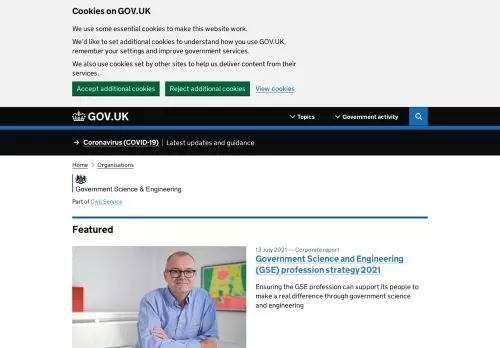 Cookies on GOV.UK
We use some essential cookies to make this website work.
We'd like to set additional cookies to understand how you use GOV.UK,
remember your settings and improve government services.
We also use cookies set by other sites to help us deliver content from their
services.
Accept additional cookies Reject additional cookies View cookies
GOV.UK Topics Government activity
→ Coronavirus (COVID-19) Latest updates and guidance
Home > Organisations
Government Science & Engineering
Part of Civil Service
Featured
13 July 2021 — Corporate report
Government Science and Engineering
(GSE) profession strategy 2021
Ensuring the GSE profession can support its people to
make a real difference through government science
and engineering